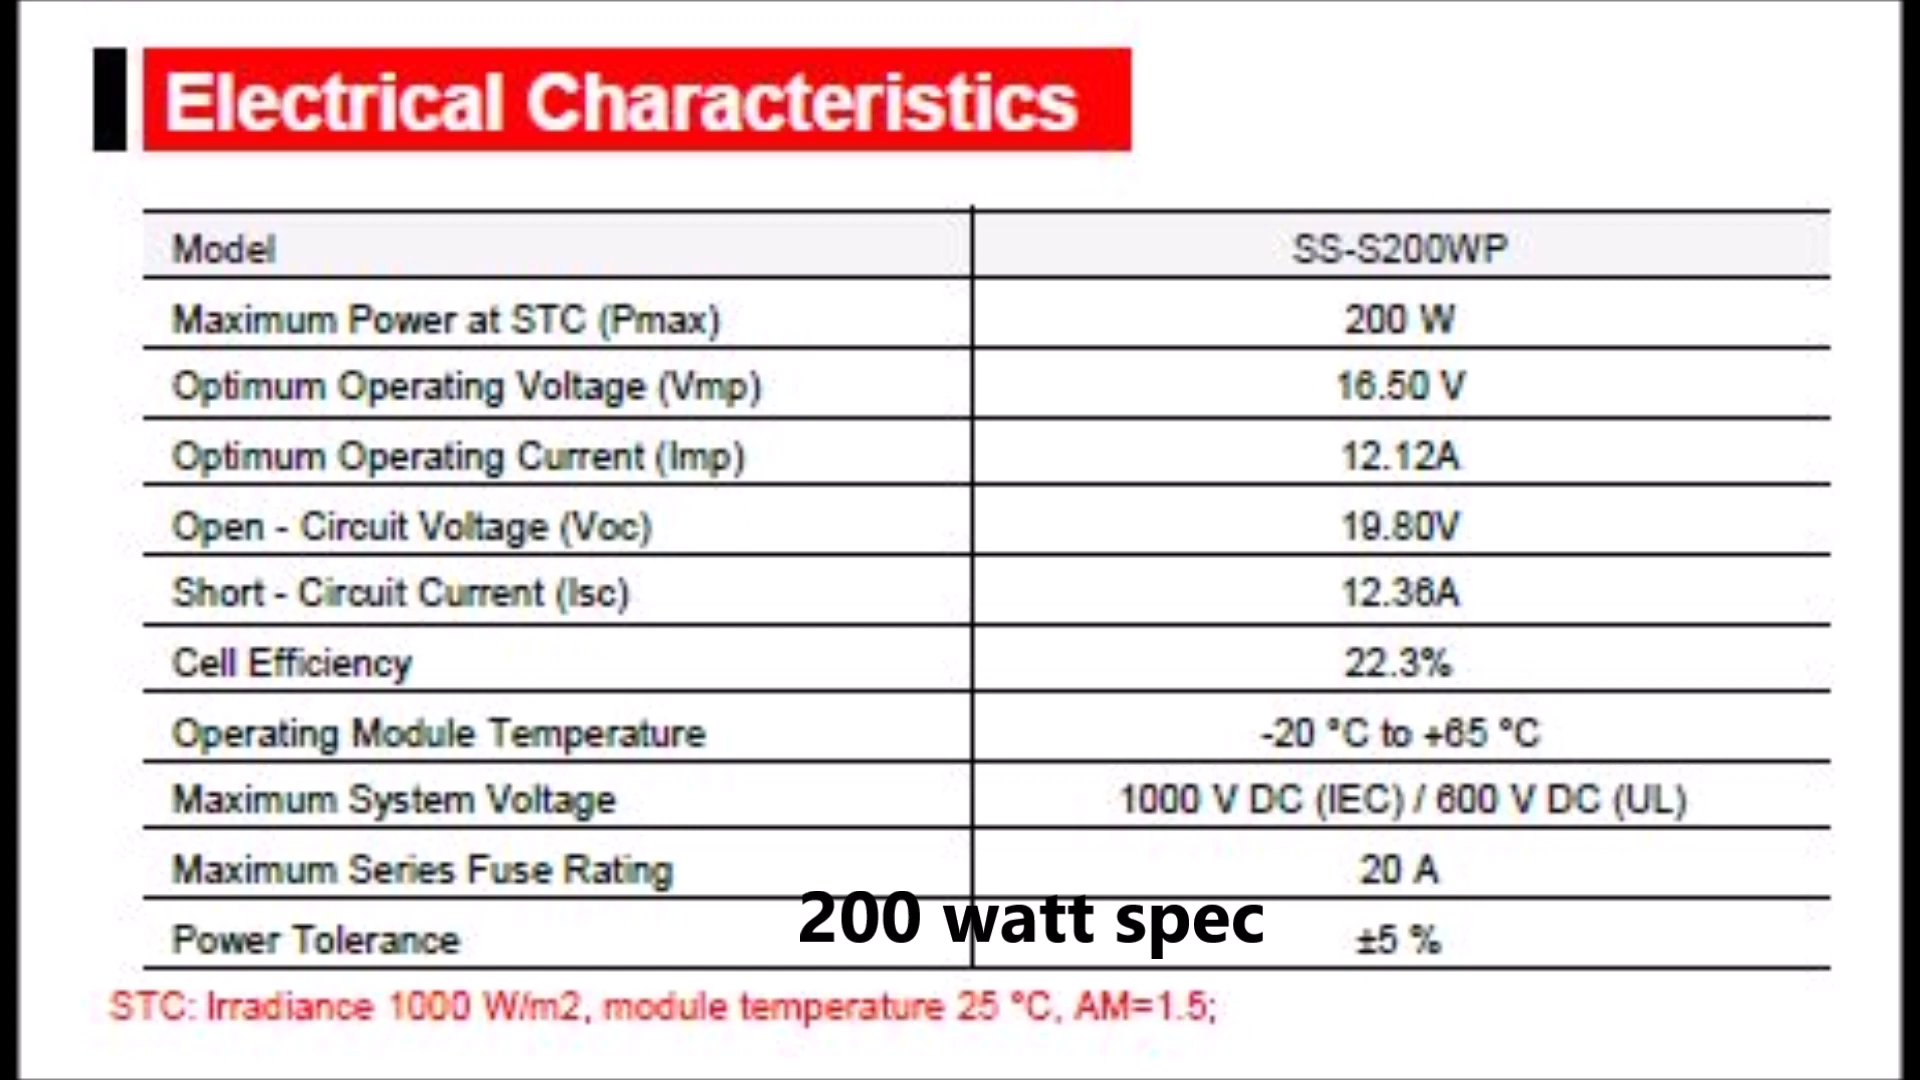 Electrical Characteristics
Model SS-S200WP
Maximum Power at STC (Pmax) 200 W
Optimum Operating Voltage (Vmp) 16.50 V
Optimum Operating Current (Imp) 12.12A
Open - Circuit Voltage (Voc) 19.80V
Short - Circuit Current (Isc) 12.36A
Cell Efficiency 22.3%
Operating Module Temperature -20 °C to +65 °C
Maximum System Voltage 1000 V DC (IEC) / 600 V DC (UL)
Maximum Series Fuse Rating 20 A
200 watt spec
Power Tolerance ±5 %
STC: Irradiance 1000 W/m2, module temperature 25 °C, AM=1.5;